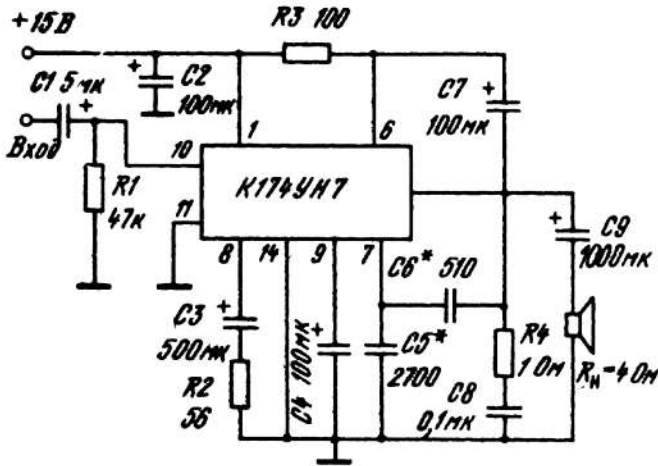 +15В
R3 100
C1 5мк
+
+
C2
100мк
C7
+
100мк
Вход
1
6
10
К174УН7
R1
47к
11
8
14
9
7
C6* 510
+
C9
1000мк
C3
+
500мк
R2
56
C4 100мк
+
C5*
2700
R4
1 Ом
C8
0,1мк
Rн=4 Ом